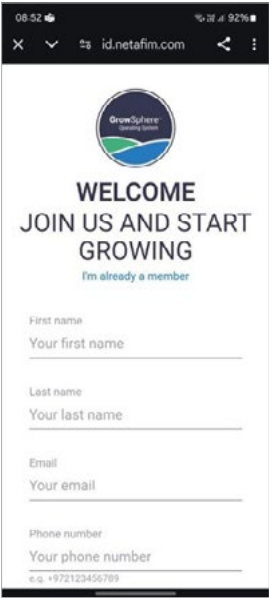 08:52
92%
id.netafim.com
GrowSphere™
Operating System
WELCOME
JOIN US AND START
GROWING
I'm already a member
First name
Your first name
Last name
Your last name
Email
Your email
Phone number
Your phone number
e.g. +972123456789